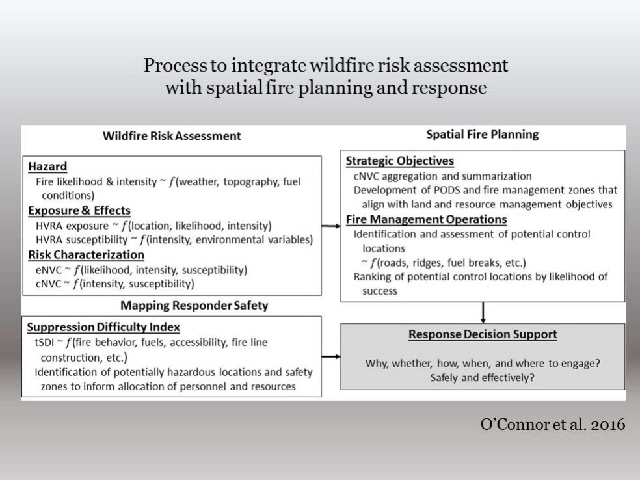 Process to integrate wildfire risk assessment
with spatial fire planning and response
Wildfire Risk Assessment
Hazard
Fire likelihood & intensity ~ f(weather, topography, fuel
conditions)
Exposure & Effects
HVRA exposure ~ f(location, likelihood, intensity)
HVRA susceptibility ~ f(intensity, environmental variables)
Risk Characterization
eNVC ~ f(likelihood, intensity, susceptibility)
cNVC ~ f(intensity, susceptibility)
Mapping Responder Safety
Suppression Difficulty Index
tSDI ~ f(fire behavior, fuels, accessibility, fire line
construction, etc.)
Identification of potentially hazardous locations and safety
zones to inform allocation of personnel and resources
Spatial Fire Planning
Strategic Objectives
cNVC aggregation and summarization
Development of PODS and fire management zones that
align with land and resource management objectives
Fire Management Operations
Identification and assessment of potential control
locations
~ f(roads, ridges, fuel breaks, etc.)
Ranking of potential control locations by likelihood of
success
Response Decision Support
Why, whether, how, when, and where to engage?
Safely and effectively?
O'Connor et al. 2016